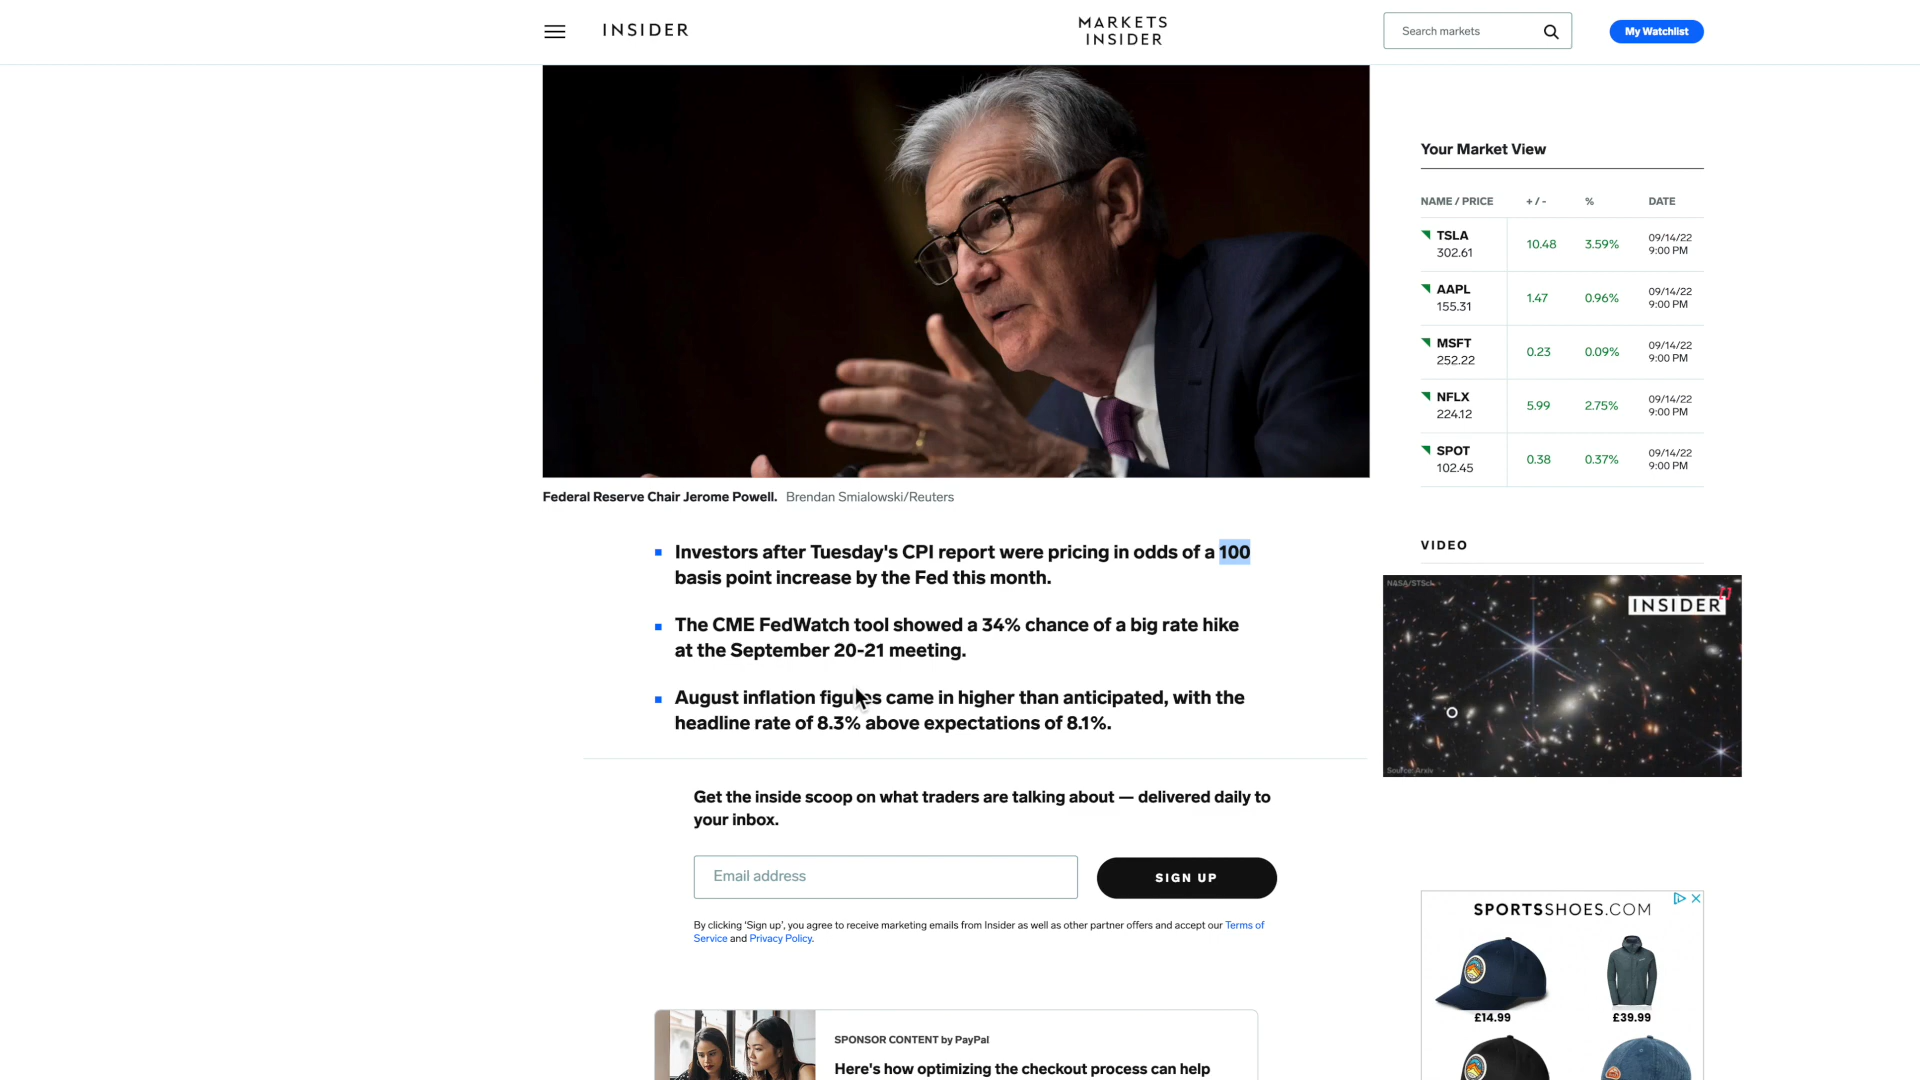 INSIDER
MARKETS
INSIDER
Search markets
My Watchlist
Federal Reserve Chair Jerome Powell. Brendan Smialowski/Reuters
Investors after Tuesday's CPI report were pricing in odds of a 100
basis point increase by the Fed this month.
The CME FedWatch tool showed a 34% chance of a big rate hike
at the September 20-21 meeting.
August inflation figures came in higher than anticipated, with the
headline rate of 8.3% above expectations of 8.1%.
Get the inside scoop on what traders are talking about — delivered daily to
your inbox.
Email address
SIGN UP
By clicking 'Sign up', you agree to receive marketing emails from Insider as well as other partner offers and accept our Terms of
Service and Privacy Policy.
SPONSOR CONTENT by PayPal
Here's how optimizing the checkout process can help
Your Market View
NAME / PRICE + / - % DATE
TSLA
302.61 10.48 3.59% 09/14/22
9:00 PM
AAPL
155.31 1.47 0.96% 09/14/22
9:00 PM
MSFT
252.22 0.23 0.09% 09/14/22
9:00 PM
NFLX
224.12 5.99 2.75% 09/14/22
9:00 PM
SPOT
102.45 0.38 0.37% 09/14/22
9:00 PM
VIDEO
NASA/STScI
INSIDER
Source: Arxiv
SPORTSSHOES.COM
£14.99 £39.99